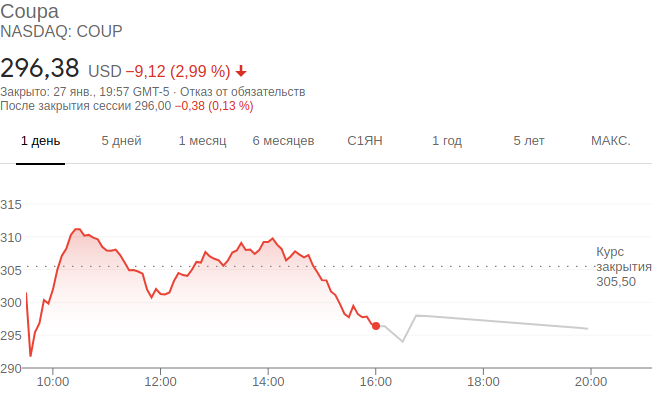 Coupa
NASDAQ: COUP
296,38 USD −9,12 (2,99 %)
Закрыто: 27 янв., 19:57 GMT-5 · Отказ от обязательств
После закрытия сессии 296,00 −0,38 (0,13 %)
1 день 5 дней 1 месяц 6 месяцев С1ЯН 1 год 5 лет МАКС.
315
310
Курс
305 закрытия
305,50
300
295
290
10:00 12:00 14:00 16:00 18:00 20:00